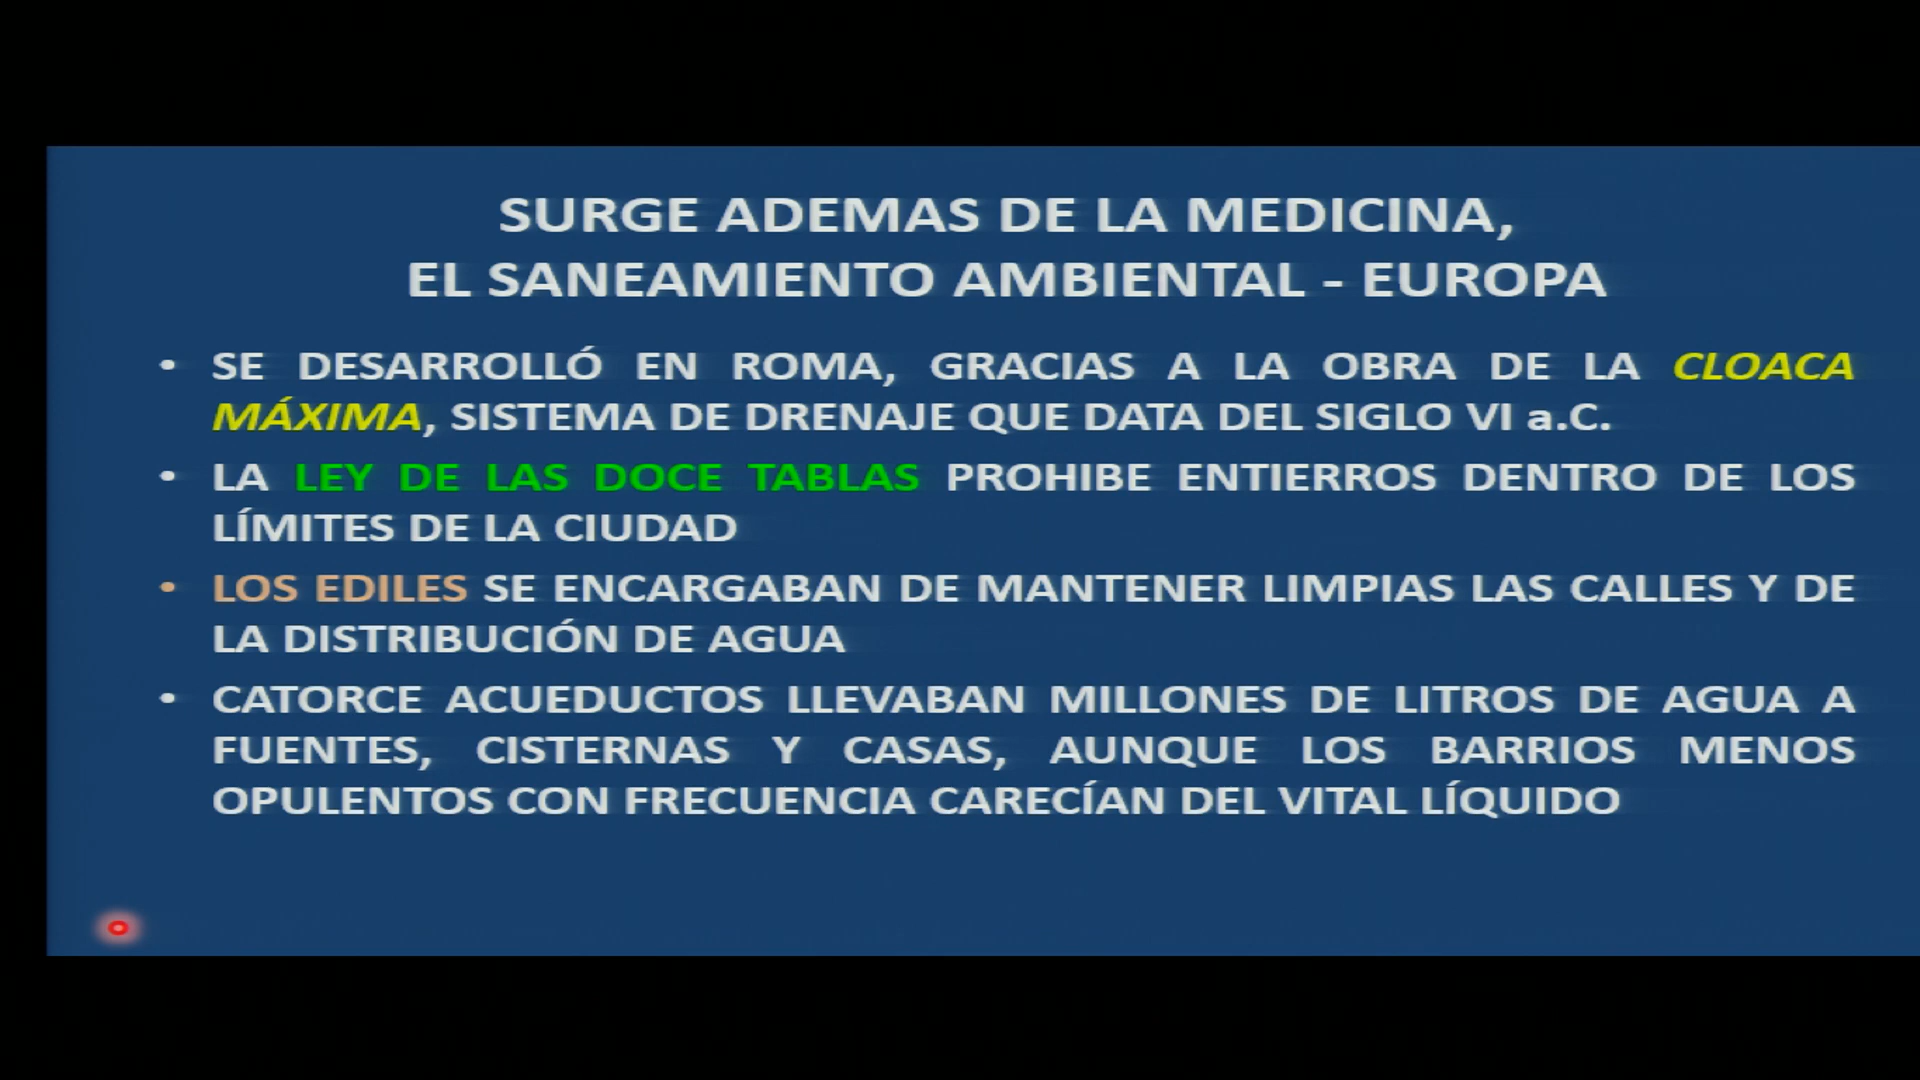 SURGE ADEMAS DE LA MEDICINA,
EL SANEAMIENTO AMBIENTAL - EUROPA
• SE DESARROLLÓ EN ROMA, GRACIAS A LA OBRA DE LA CLOACA
MÁXIMA, SISTEMA DE DRENAJE QUE DATA DEL SIGLO VI a.C.
• LA LEY DE LAS DOCE TABLAS PROHIBE ENTIERROS DENTRO DE LOS
LÍMITES DE LA CIUDAD
• LOS EDILES SE ENCARGABAN DE MANTENER LIMPIAS LAS CALLES Y DE
LA DISTRIBUCIÓN DE AGUA
• CATORCE ACUEDUCTOS LLEVABAN MILLONES DE LITROS DE AGUA A
FUENTES, CISTERNAS Y CASAS, AUNQUE LOS BARRIOS MENOS
OPULENTOS CON FRECUENCIA CARECÍAN DEL VITAL LÍQUIDO